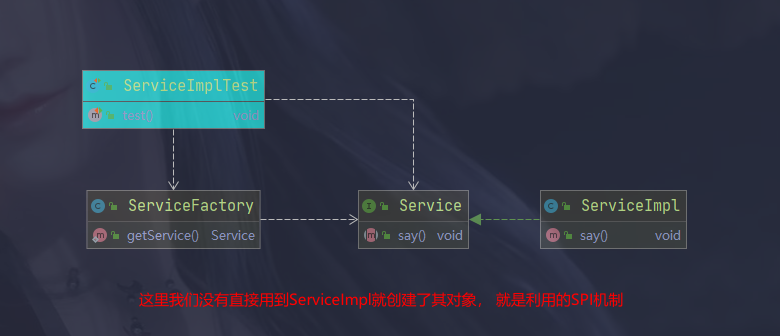 ServiceImplTest
test() void
ServiceFactory
getService() Service
Service
say() void
ServiceImpl
say() void
这里我们没有直接用到ServiceImpl就创建了其对象， 就是利用的SPI机制